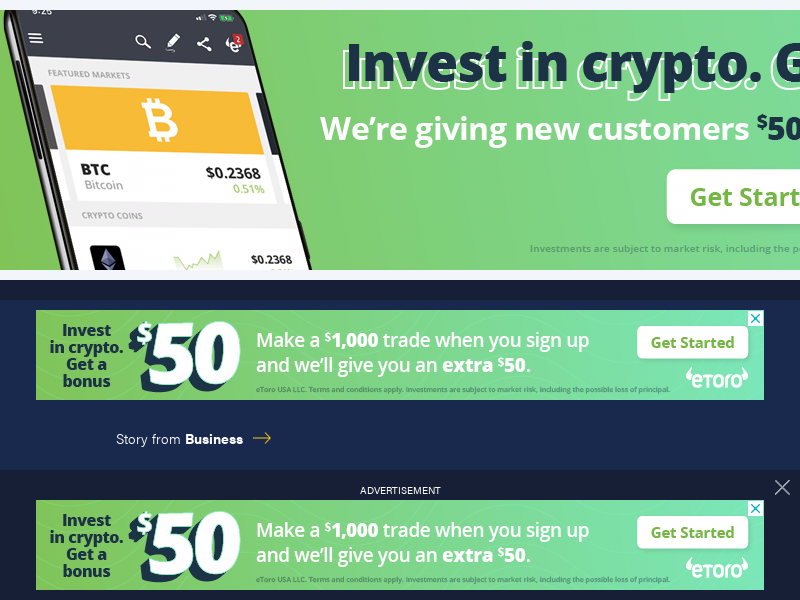 9:26
2
FEATURED MARKETS
BTC
$0.2368
Bitcoin
0.51%
CRYPTO COINS
$0.2368
Invest in crypto. G
We're giving new customers $50
Get Start
Investments are subject to market risk, including the p
Invest
in crypto.
Get a
bonus
$50
Make a $1,000 trade when you sign up
and we'll give you an extra $50.
Get Started
eToro
eToro USA LLC. Terms and conditions apply. Investments are subject to market risk, including the possible loss of principal.
Story from Business
ADVERTISEMENT
Invest
in crypto.
Get a
bonus
$50
Make a $1,000 trade when you sign up
and we'll give you an extra $50.
Get Started
eToro
eToro USA LLC. Terms and conditions apply. Investments are subject to market risk, including the possible loss of principal.